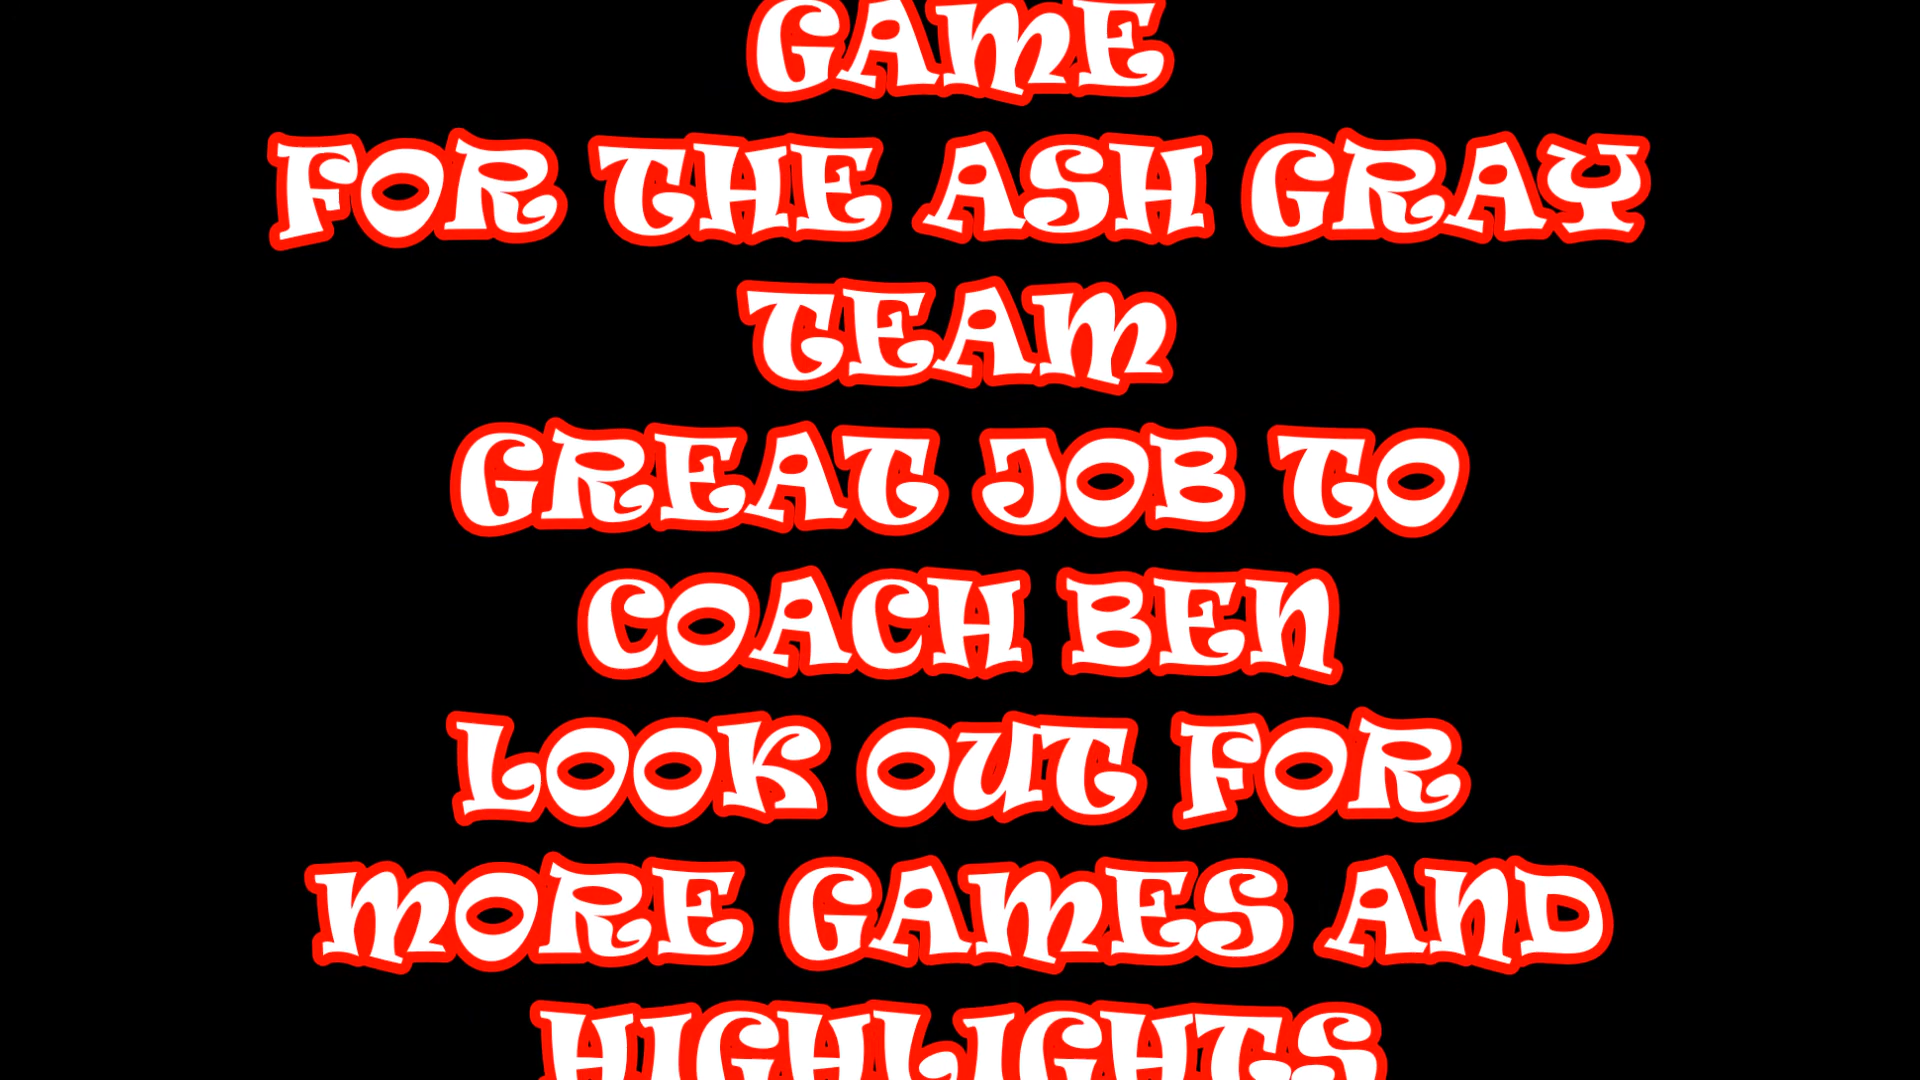 GAME
FOR THE ASH GRAY
TEAM
GREAT JOB TO
COACH BEN
LOOK OUT FOR
MORE GAMES AND
HIGHLIGHTS